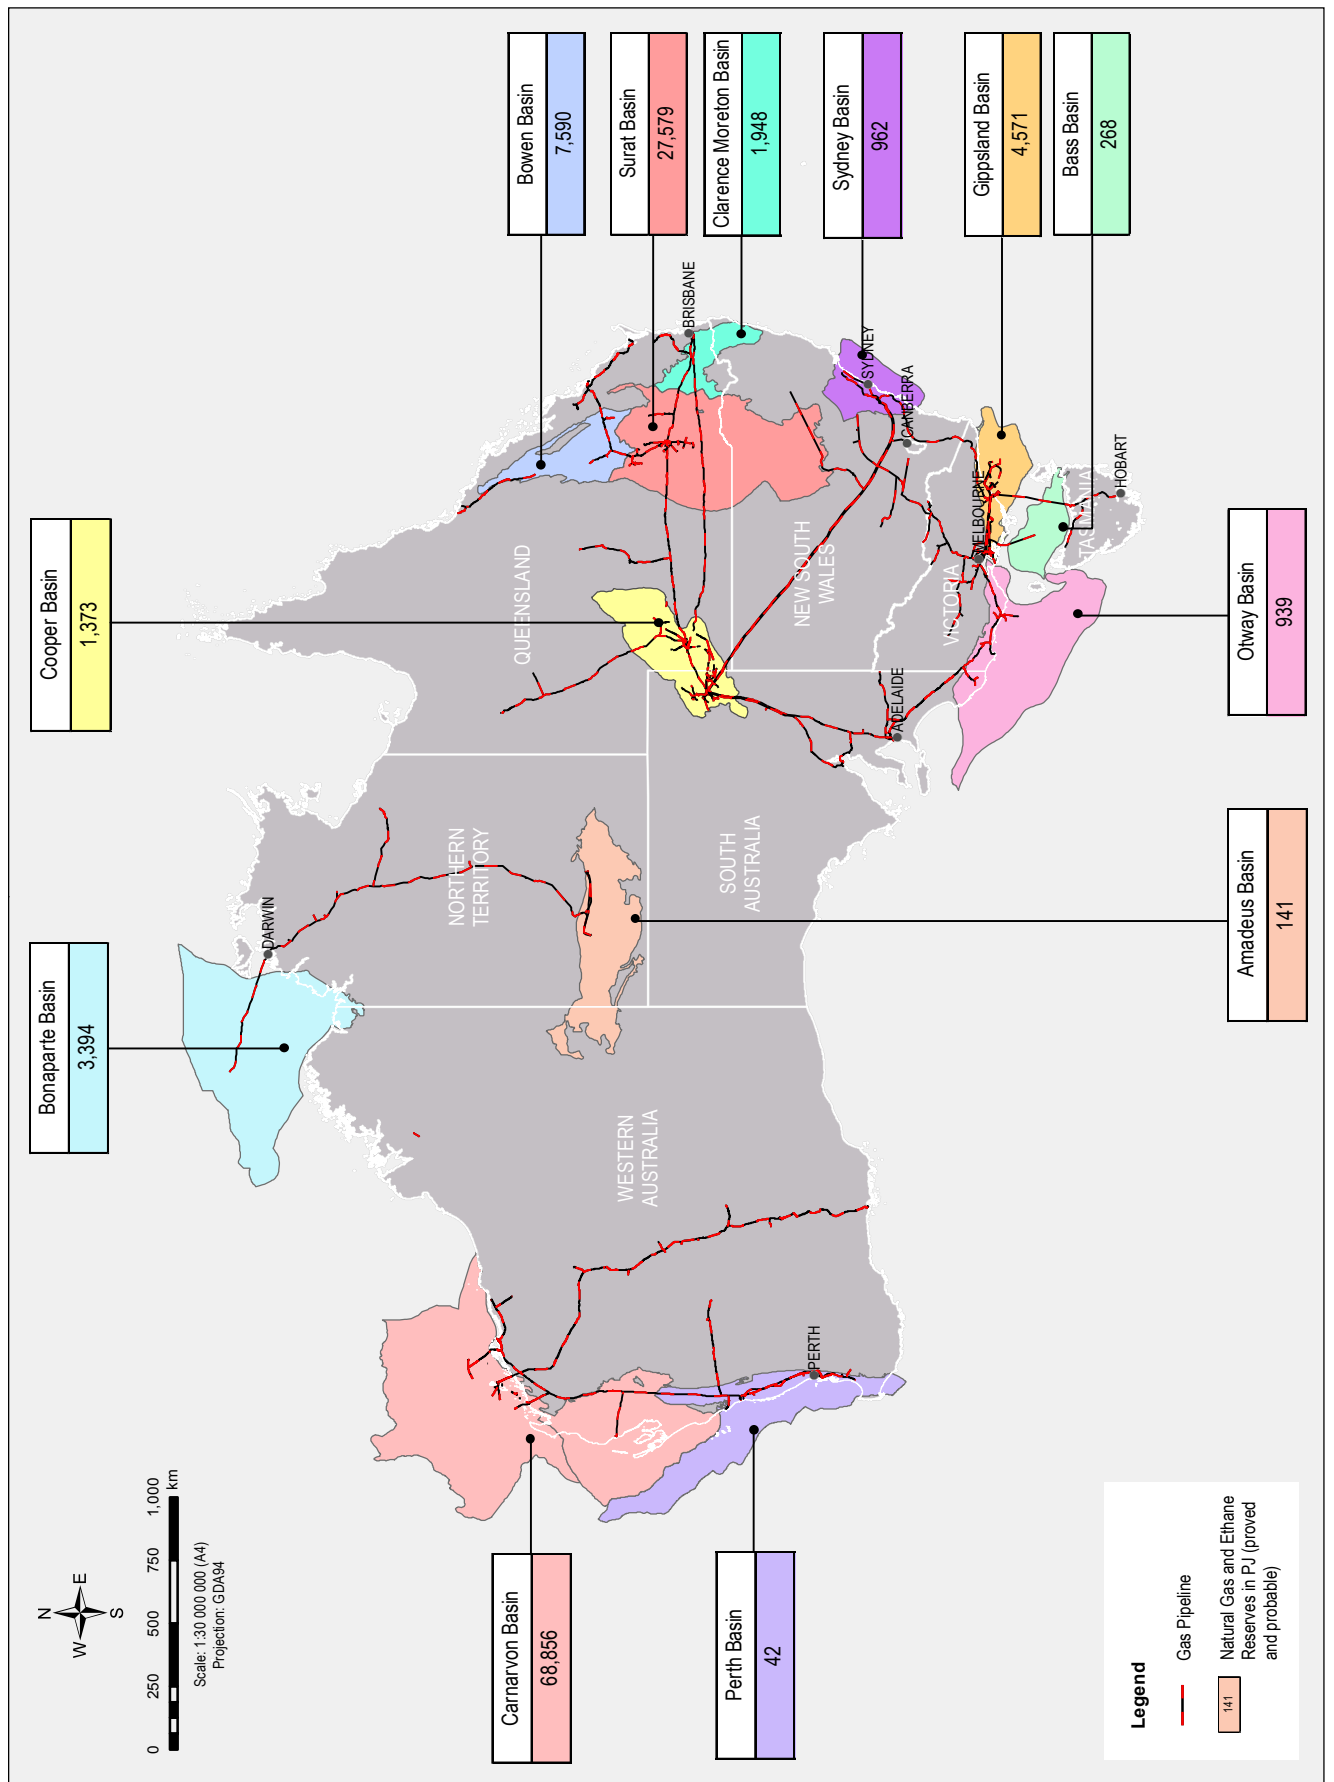 Bonaparte Basin
3,394
Cooper Basin
1,373
Bowen Basin
7,590
Surat Basin
27,579
Clarence Moreton Basin
1,948
Sydney Basin
962
Gippsland Basin
4,571
Bass Basin
268
Otway Basin
939
Amadeus Basin
141
Carnarvon Basin
68,856
Perth Basin
42
DARWIN
BRISBANE
SYDNEY
CANBERRA
MELBOURNE
HOBART
ADELAIDE
PERTH
NORTHERN
TERRITORY
QUEENSLAND
WESTERN
AUSTRALIA
SOUTH
AUSTRALIA
NEW SOUTH
WALES
VICTORIA
TASMANIA
N
W
E
S
0
250
500
750
1,000
km
Scale: 1:30 000 000 (A4)
Projection: GDA94
Legend
Gas Pipeline
141
Natural Gas and Ethane
Reserves in PJ (proved
and probable)